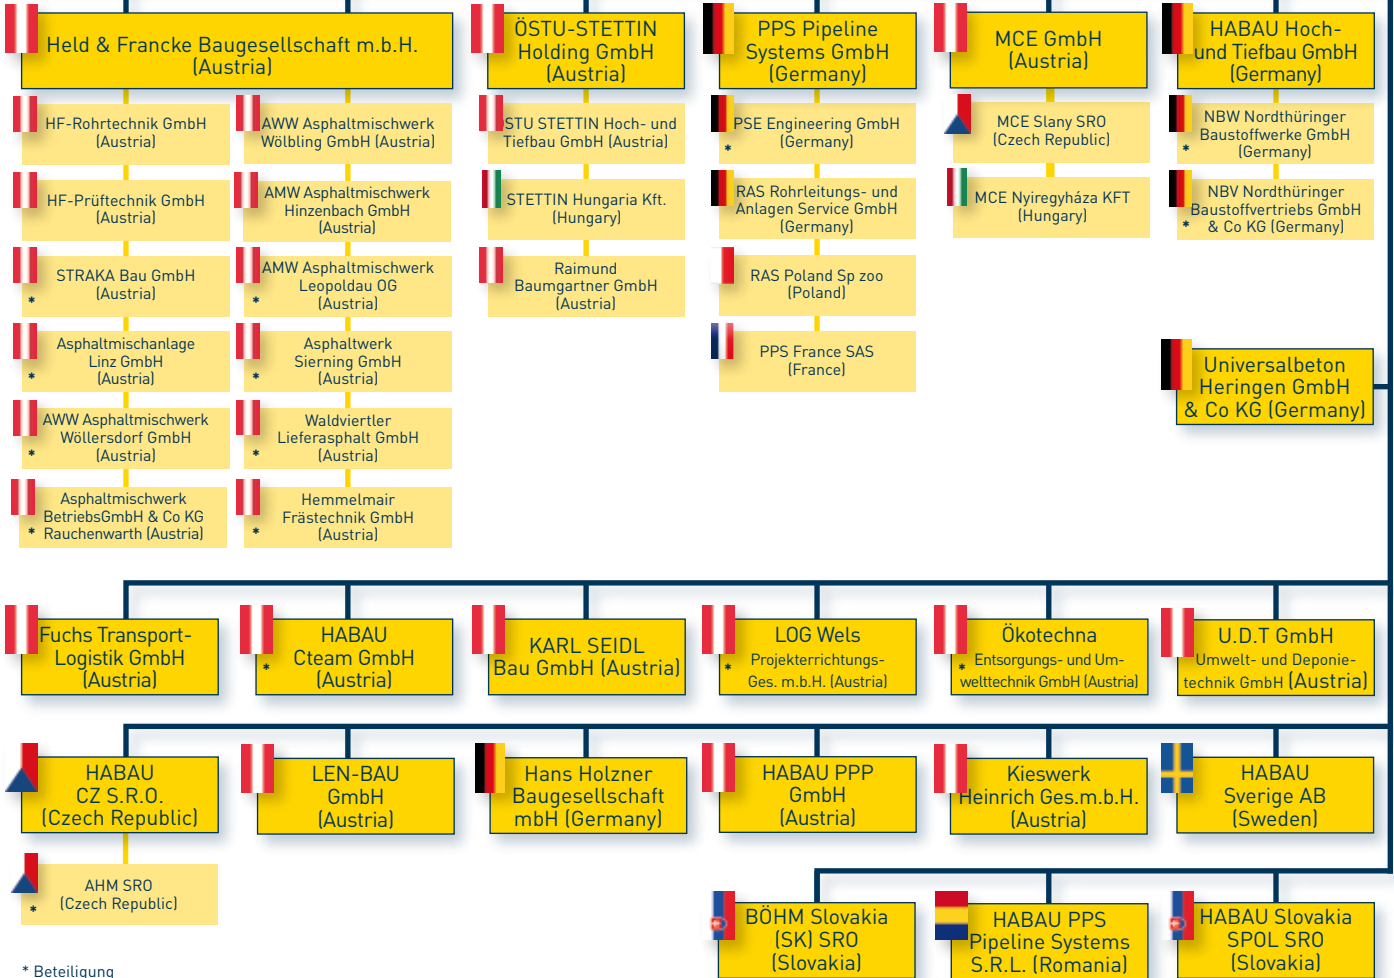 Held & Francke Baugesellschaft m.b.H.
(Austria)
ÖSTU-STETTIN
Holding GmbH
(Austria)
PPS Pipeline
Systems GmbH
(Germany)
MCE GmbH
(Austria)
HABAU Hoch-
und Tiefbau GmbH
(Germany)
HF-Rohrtechnik GmbH
(Austria)
HF-Prüftechnik GmbH
(Austria)
STRAKA Bau GmbH
* (Austria)
Asphaltmischanlage
Linz GmbH
* (Austria)
AWW Asphaltmischwerk
Wöllersdorf GmbH
* (Austria)
Asphaltmischwerk
BetriebsGmbH & Co KG
* Rauchenwarth (Austria)
AWW Asphaltmischwerk
Wölbling GmbH (Austria)
AMW Asphaltmischwerk
Hinzenbach GmbH
(Austria)
AMW Asphaltmischwerk
Leopoldau OG
* (Austria)
Asphaltwerk
Sierning GmbH
* (Austria)
Waldviertler
Lieferasphalt GmbH
* (Austria)
Hemmelmair
Frästechnik GmbH
* (Austria)
ÖSTU STETTIN Hoch- und
Tiefbau GmbH (Austria)
STETTIN Hungaria Kft.
(Hungary)
Raimund
Baumgartner GmbH
(Austria)
PSE Engineering GmbH
* (Germany)
RAS Rohrleitungs- und
Anlagen Service GmbH
(Germany)
RAS Poland Sp zoo
(Poland)
PPS France SAS
(France)
MCE Slany SRO
(Czech Republic)
MCE Nyiregyháza KFT
(Hungary)
NBW Nordthüringer
Baustoffwerke GmbH
* (Germany)
NBV Nordthüringer
Baustoffvertriebs GmbH
* & Co KG (Germany)
Universalbeton
Heringen GmbH
& Co KG (Germany)
Fuchs Transport-
Logistik GmbH
(Austria)
HABAU
* Cteam GmbH
(Austria)
KARL SEIDL
Bau GmbH (Austria)
LOG Wels
* Projekterrichtungs-
Ges. m.b.H. (Austria)
Ökotechna
* Entsorgungs- und Um-
welttechnik GmbH (Austria)
U.D.T GmbH
Umwelt- und Deponie-
technik GmbH (Austria)
HABAU
CZ S.R.O.
(Czech Republic)
LEN-BAU
GmbH
(Austria)
Hans Holzner
Baugesellschaft
mbH (Germany)
HABAU PPP
GmbH
(Austria)
Kieswerk
Heinrich Ges.m.b.H.
(Austria)
HABAU
Sverige AB
(Sweden)
AHM SRO
* (Czech Republic)
BÖHM Slovakia
(SK) SRO
(Slovakia)
HABAU PPS
Pipeline Systems
S.R.L. (Romania)
HABAU Slovakia
SPOL SRO
(Slovakia)
* Beteiligung